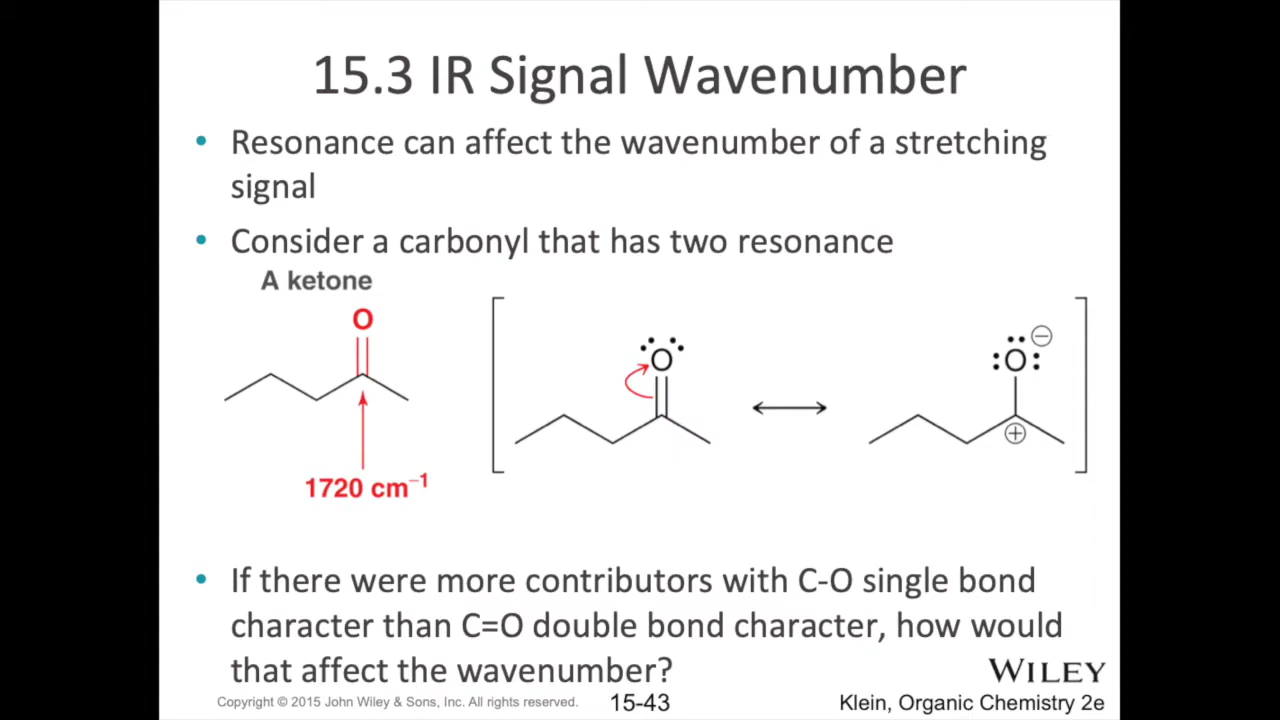 15.3 IR Signal Wavenumber
• Resonance can affect the wavenumber of a stretching
signal
• Consider a carbonyl that has two resonance
A ketone
O
1720 cm⁻¹
O
⊖
O
⊕
• If there were more contributors with C-O single bond
character than C=O double bond character, how would
that affect the wavenumber?
WILEY
Copyright © 2015 John Wiley & Sons, Inc. All rights reserved.
15-43
Klein, Organic Chemistry 2e